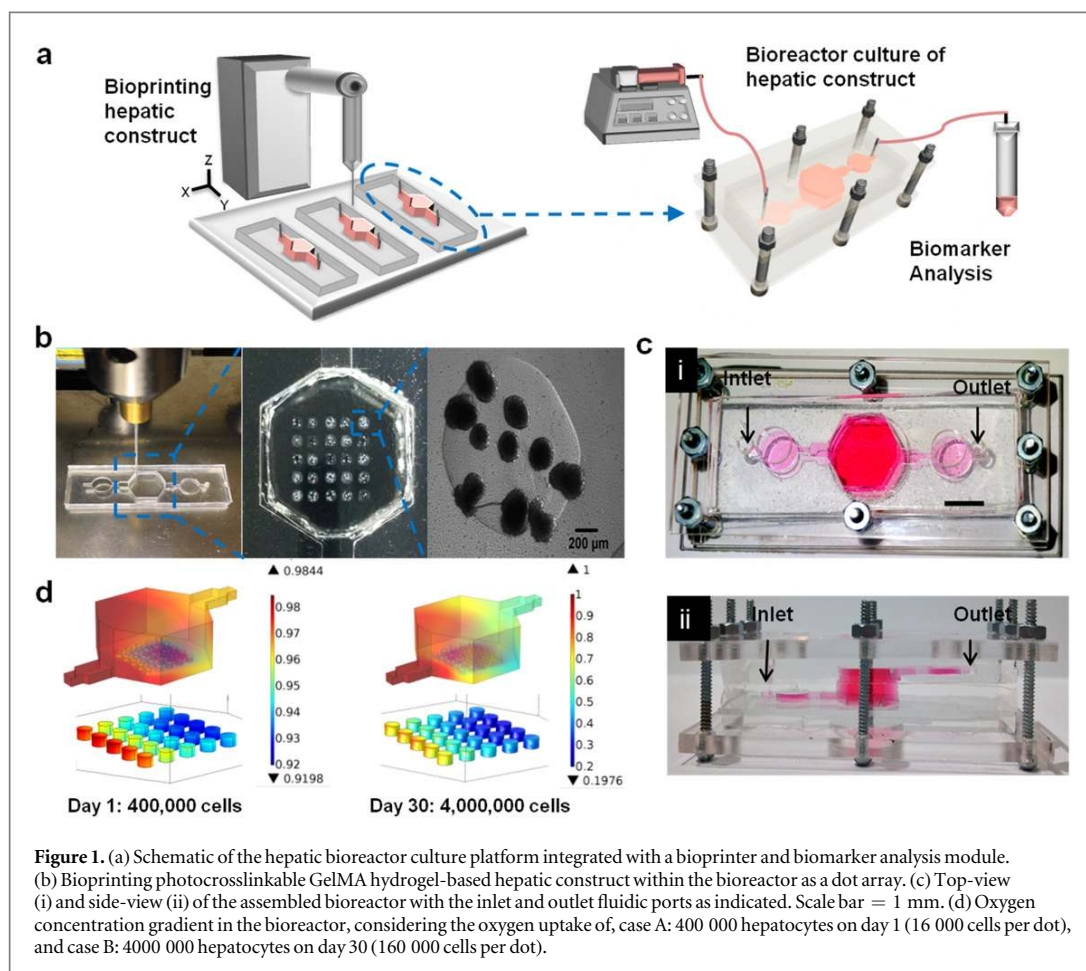 a
Bioprinting
hepatic
construct
Z
X
Y
Bioreactor culture of
hepatic construct
Biomarker
Analysis
b
200 µm
c
i
Intlet
Outlet
ii
Inlet
Outlet
d
▲ 0.9844
0.98
0.97
0.96
0.95
0.94
0.93
0.92
▼ 0.9198
▲ 1
1
0.9
0.8
0.7
0.6
0.5
0.4
0.3
0.2
▼ 0.1976
Day 1: 400,000 cells
Day 30: 4,000,000 cells
Figure 1. (a) Schematic of the hepatic bioreactor culture platform integrated with a bioprinter and biomarker analysis module.
(b) Bioprinting photocrosslinkable GelMA hydrogel-based hepatic construct within the bioreactor as a dot array. (c) Top-view
(i) and side-view (ii) of the assembled bioreactor with the inlet and outlet fluidic ports as indicated. Scale bar = 1 mm. (d) Oxygen
concentration gradient in the bioreactor, considering the oxygen uptake of, case A: 400 000 hepatocytes on day 1 (16 000 cells per dot),
and case B: 4000 000 hepatocytes on day 30 (160 000 cells per dot).